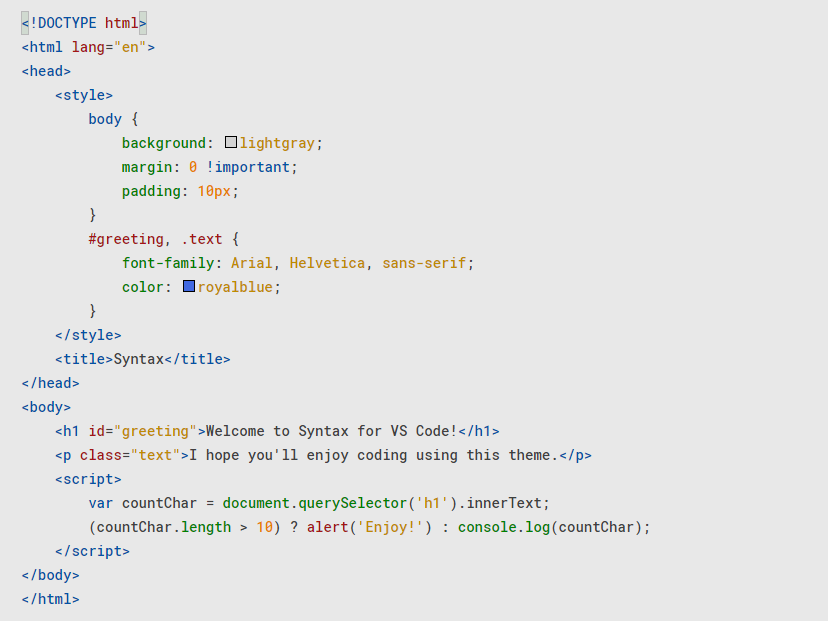 <!DOCTYPE html>
<html lang="en">
<head>
    <style>
        body {
            background: lightgray;
            margin: 0 !important;
            padding: 10px;
        }
        #greeting, .text {
            font-family: Arial, Helvetica, sans-serif;
            color: royalblue;
        }
    </style>
    <title>Syntax</title>
</head>
<body>
    <h1 id="greeting">Welcome to Syntax for VS Code!</h1>
    <p class="text">I hope you'll enjoy coding using this theme.</p>
    <script>
        var countChar = document.querySelector('h1').innerText;
        (countChar.length > 10) ? alert('Enjoy!') : console.log(countChar);
    </script>
</body>
</html>